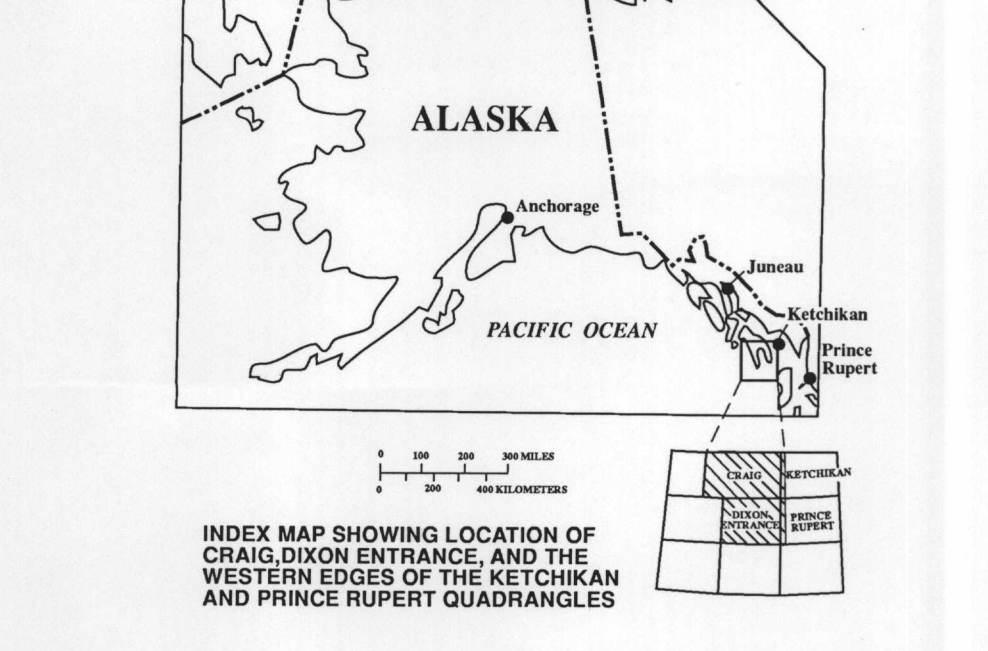 ALASKA
Anchorage
Juneau
Ketchikan
PACIFIC OCEAN
Prince
Rupert
0 100 200 300 MILES
0 200 400 KILOMETERS
CRAIG
KETCHIKAN
DIXON
ENTRANCE
PRINCE
RUPERT
INDEX MAP SHOWING LOCATION OF
CRAIG,DIXON ENTRANCE, AND THE
WESTERN EDGES OF THE KETCHIKAN
AND PRINCE RUPERT QUADRANGLES